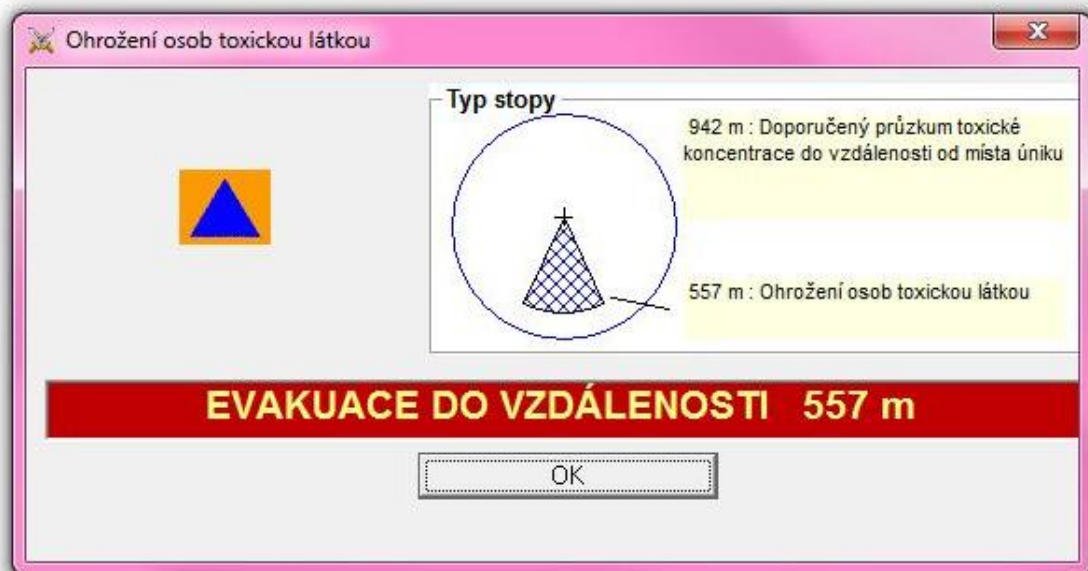 Ohrožení osob toxickou látkou
Typ stopy
942 m : Doporučený průzkum toxické
koncentrace do vzdálenosti od místa úniku
557 m : Ohrožení osob toxickou látkou
EVAKUACE DO VZDÁLENOSTI 557 m
OK